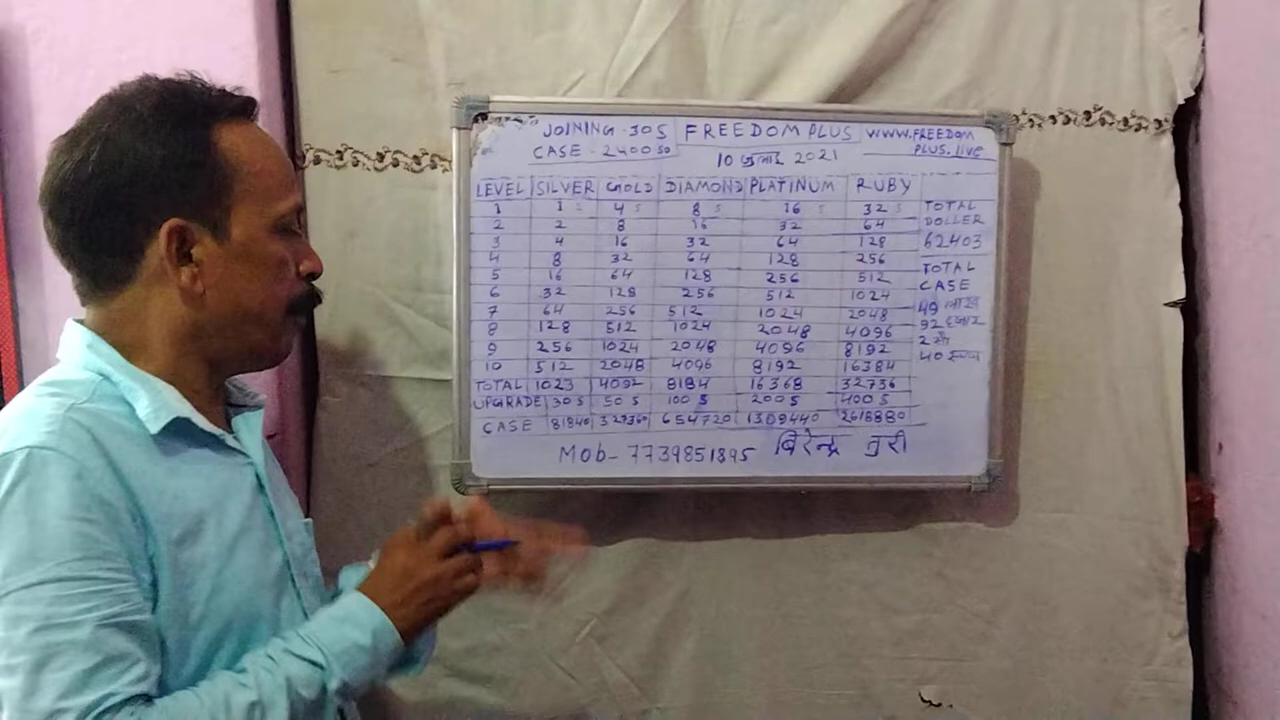 JOINING - 30 S FREEDOM PLUS WWW.FREEDOM
CASE - 2400 50 10 जुलाई 2021 PLUS.live
LEVEL SILVER GOLD DIAMOND PLATINUM RUBY
1 1 S 4 S 8 S 16 S 32 S TOTAL
2 2 8 16 32 64 DOLLER
3 4 16 32 64 128 62403
4 8 32 64 128 256 TOTAL
5 16 64 128 256 512 CASE
6 32 128 256 512 1024 49 लाख
7 64 256 512 1024 2048 92 हजार
8 128 512 1024 2048 4096 2 सौ
9 256 1024 2048 4096 8192 40
10 512 2048 4096 8192 16384
TOTAL 1023 4092 8184 16368 32736
UPGRADE 30 S 50 S 100 S 200 S 400 S
CASE 81840 327360 654720 1309440 2618880
Mob - 7739851895 बिरेन्द्र